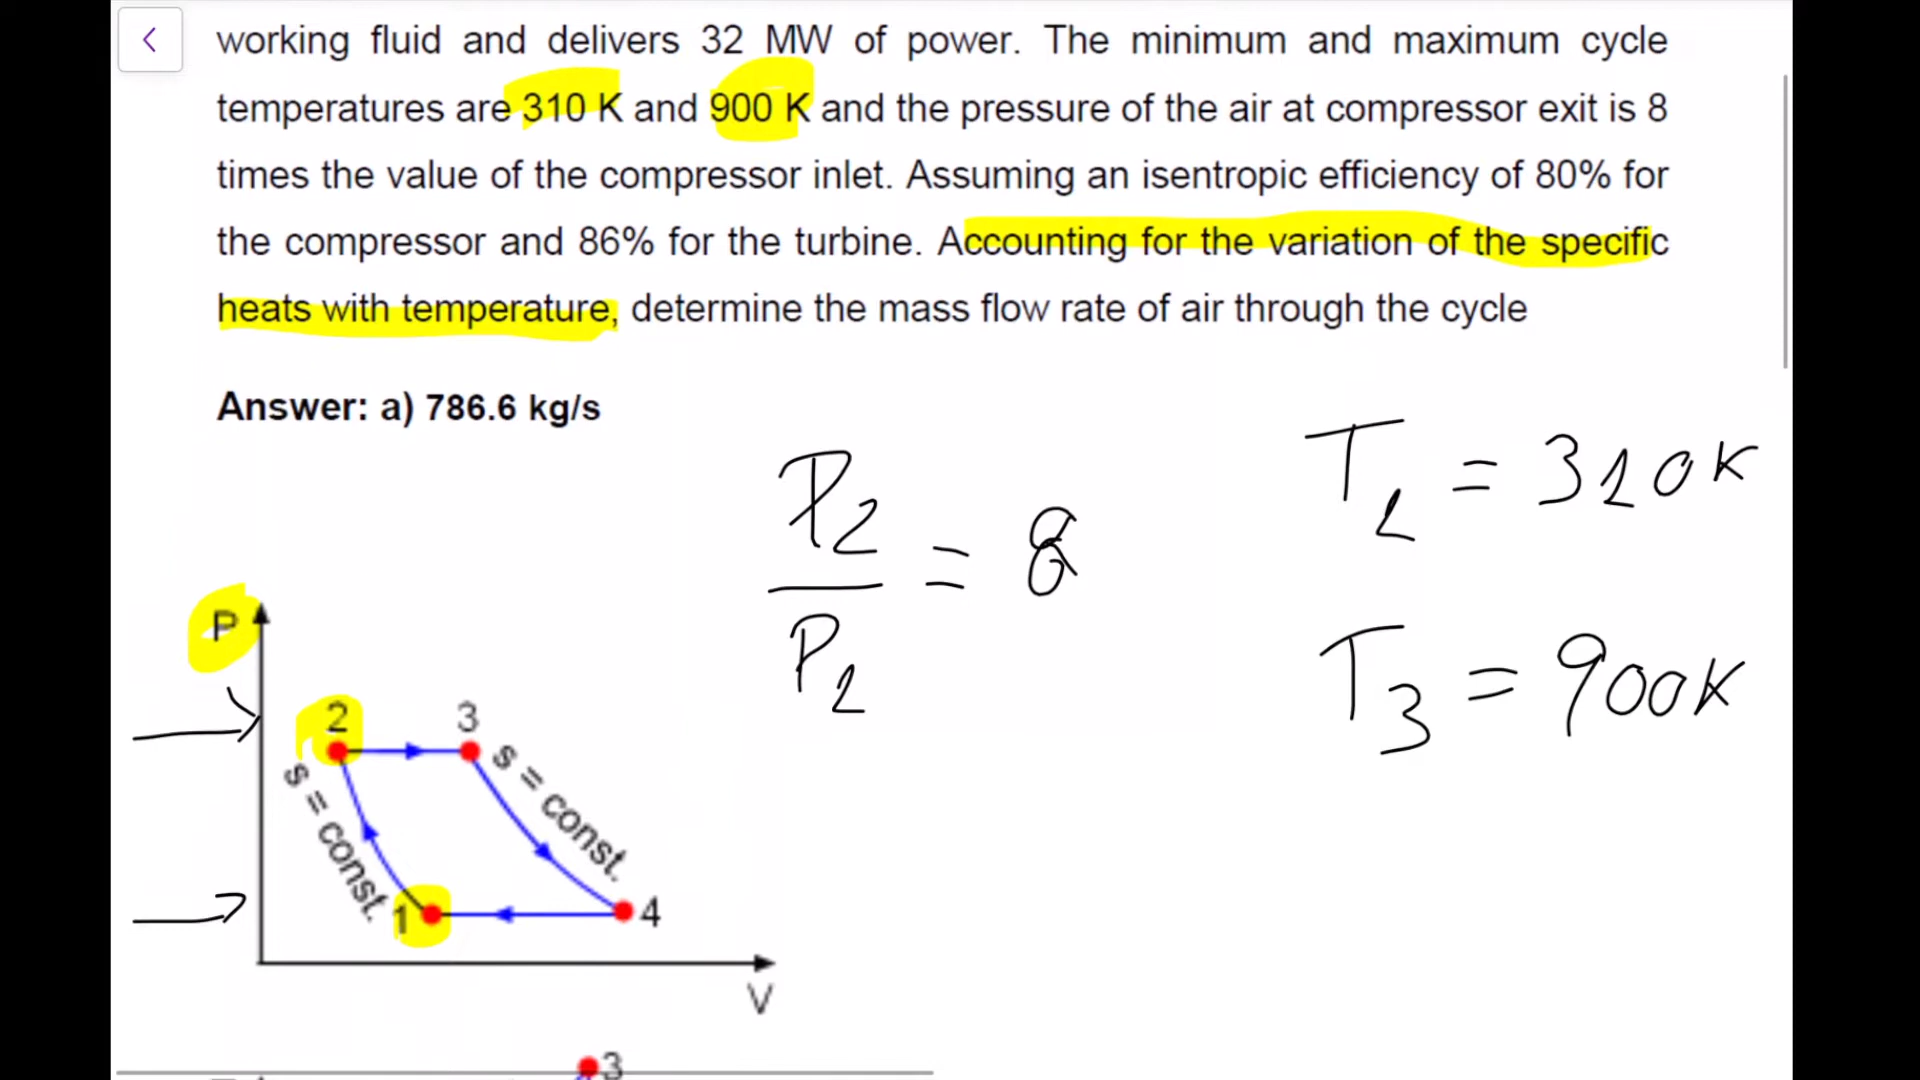 working fluid and delivers 32 MW of power. The minimum and maximum cycle
temperatures are 310 K and 900 K and the pressure of the air at compressor exit is 8
times the value of the compressor inlet. Assuming an isentropic efficiency of 80% for
the compressor and 86% for the turbine. Accounting for the variation of the specific
heats with temperature, determine the mass flow rate of air through the cycle
Answer: a) 786.6 kg/s
P2
P2
= 8
T1 = 310K
T3 = 900K
P
2
3
s = const.
s = const.
1
4
V
3